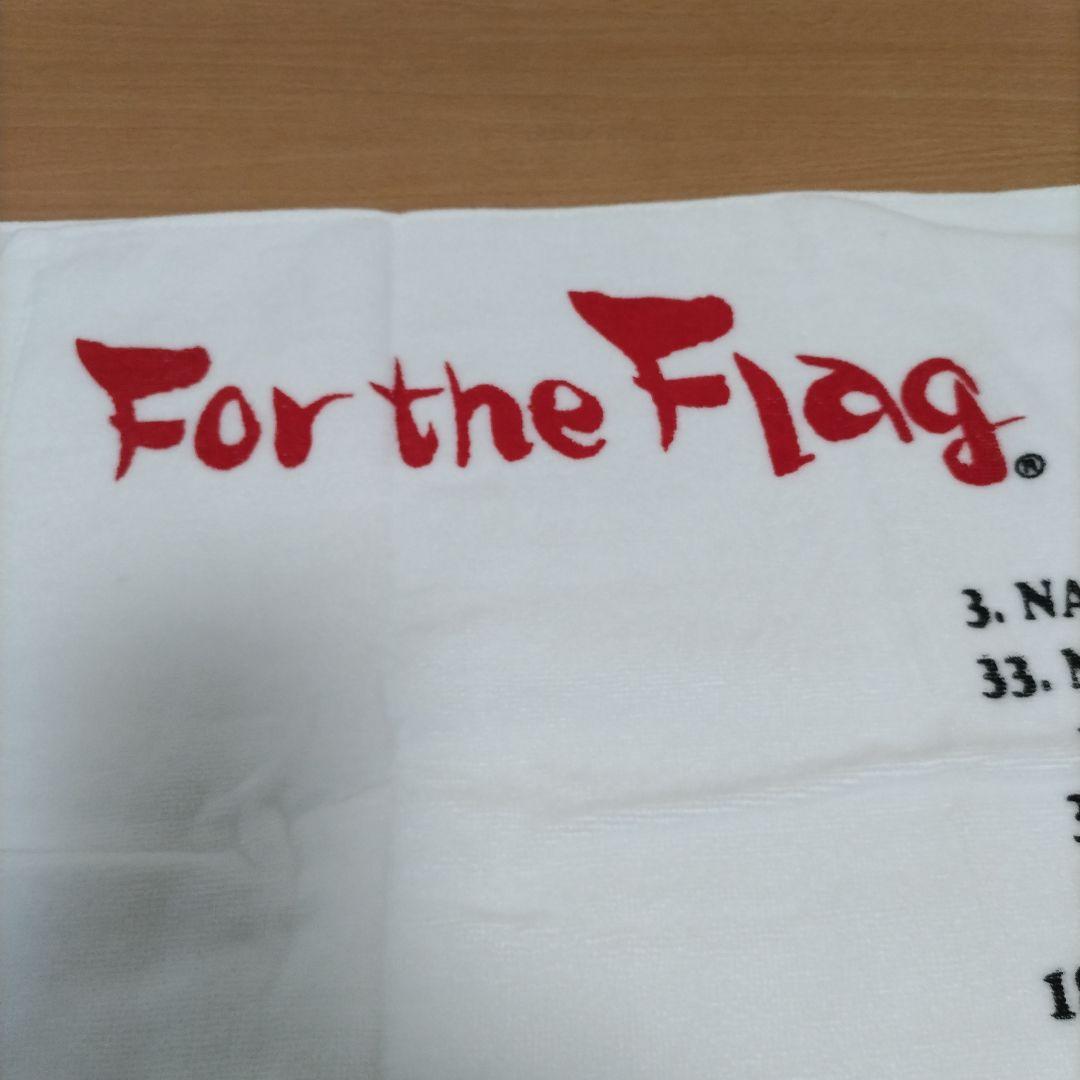 For the Flag®
3. NA
33.